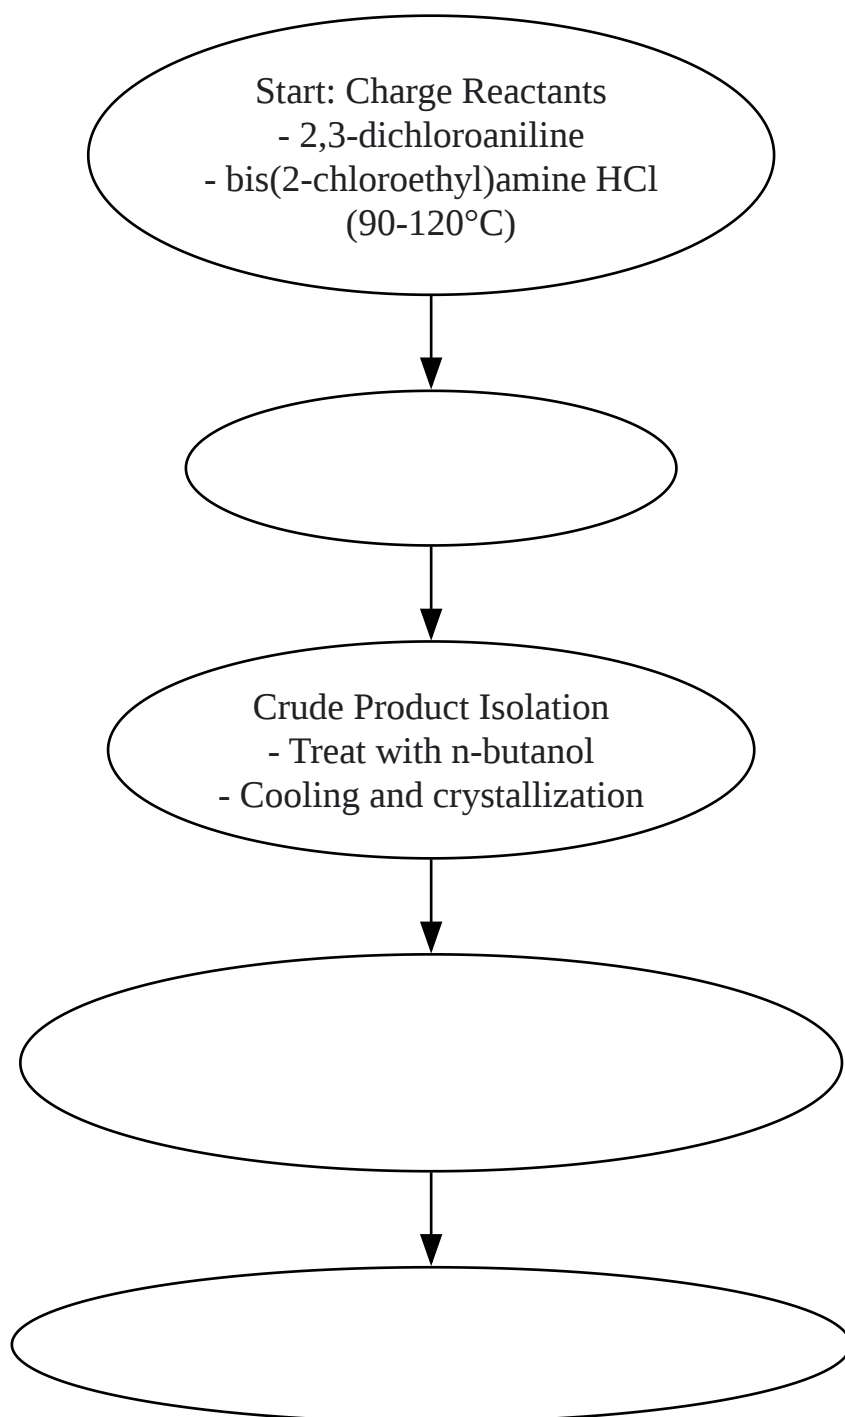 Start: Charge Reactants
- 2,3-dichloroaniline
- bis(2-chloroethyl)amine HCl
(90-120°C)
Crude Product Isolation
- Treat with n-butanol
- Cooling and crystallization